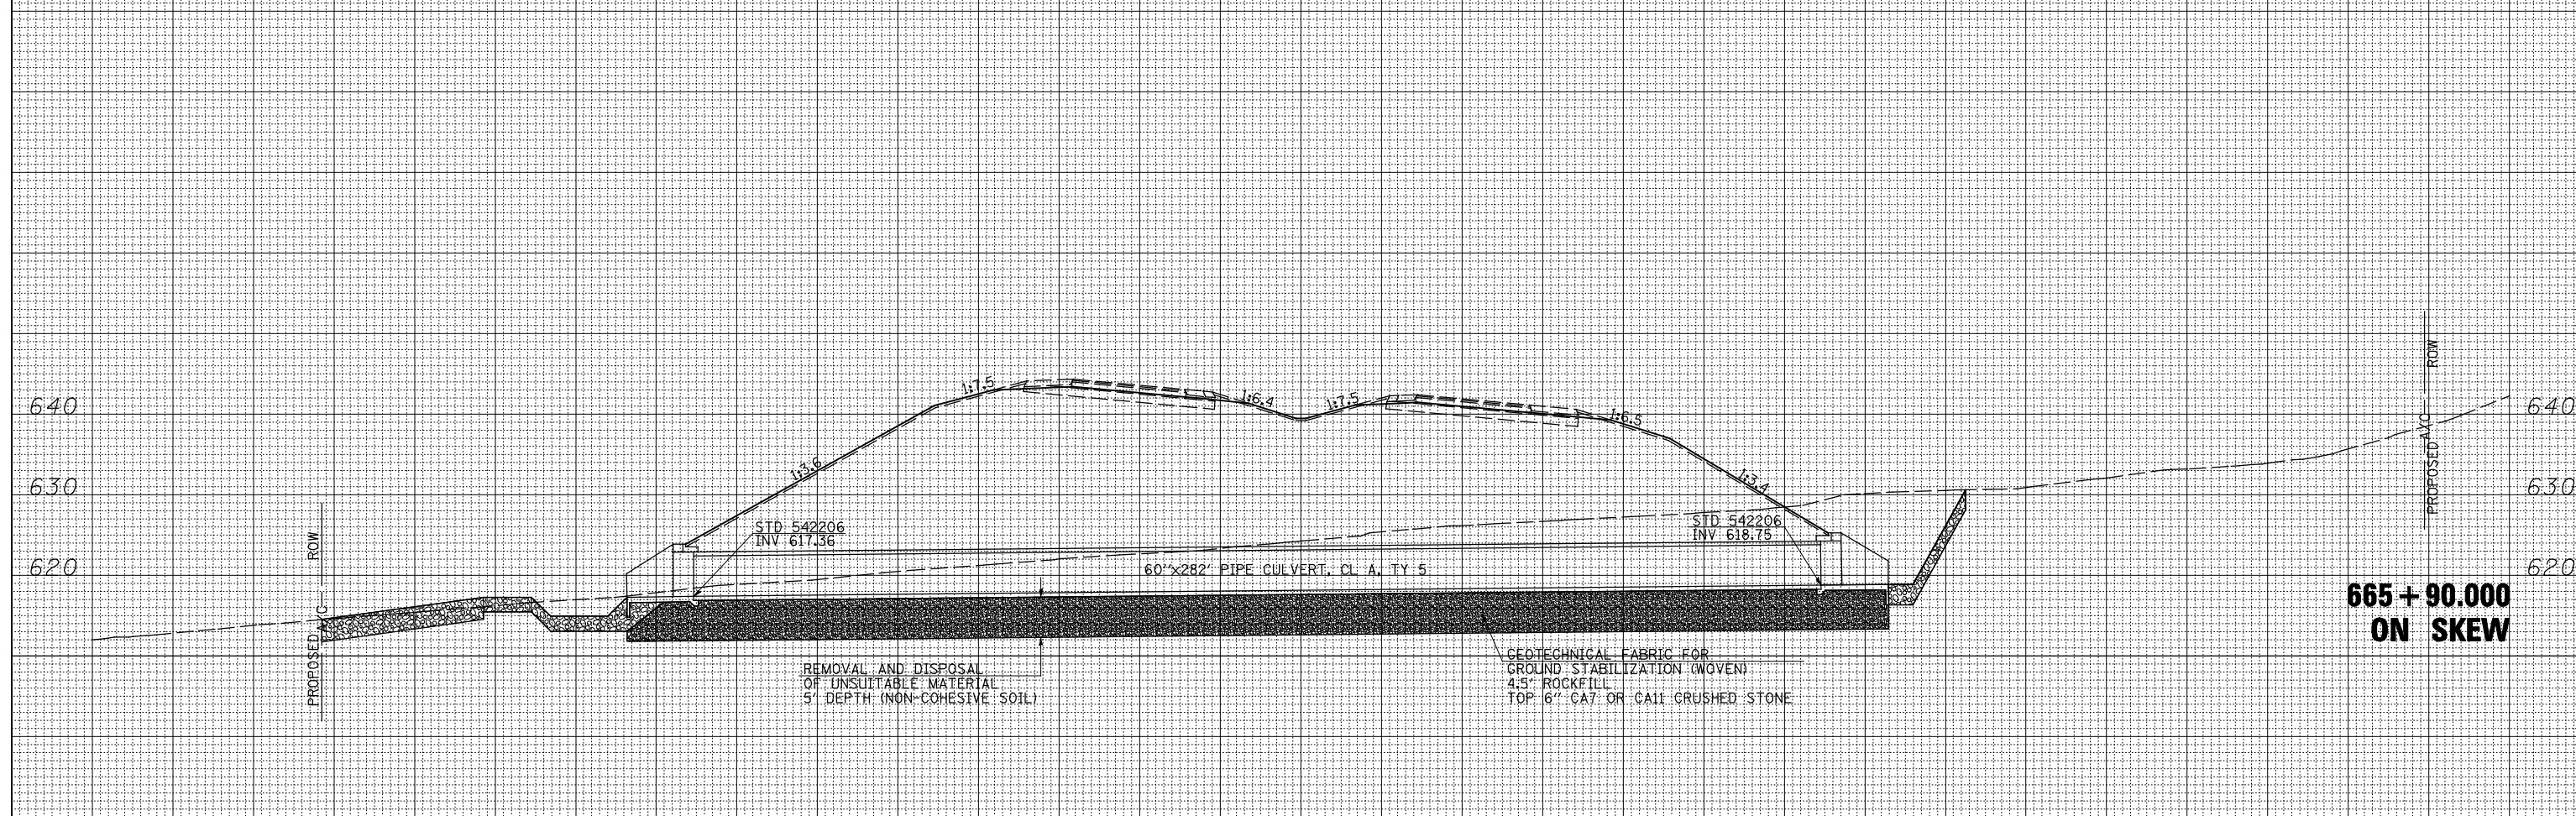 1:7.5
1:6.4
1:7.5
1:6.5
640
640
1:3.6
1:3.4
630
630
PROPOSED A/C ROW
PROPOSED AXC ROW
STD 542206
INV 617.36
STD 542206
INV 618.75
620
620
60"x282' PIPE CULVERT, CL A, TY 5
665+90.000
ON SKEW
REMOVAL AND DISPOSAL
OF UNSUITABLE MATERIAL
5' DEPTH (NON-COHESIVE SOIL)
GEOTECHNICAL FABRIC FOR
GROUND STABILIZATION (WOVEN)
4.5' ROCKFILL
TOP 6" CA7 OR CA11 CRUSHED STONE